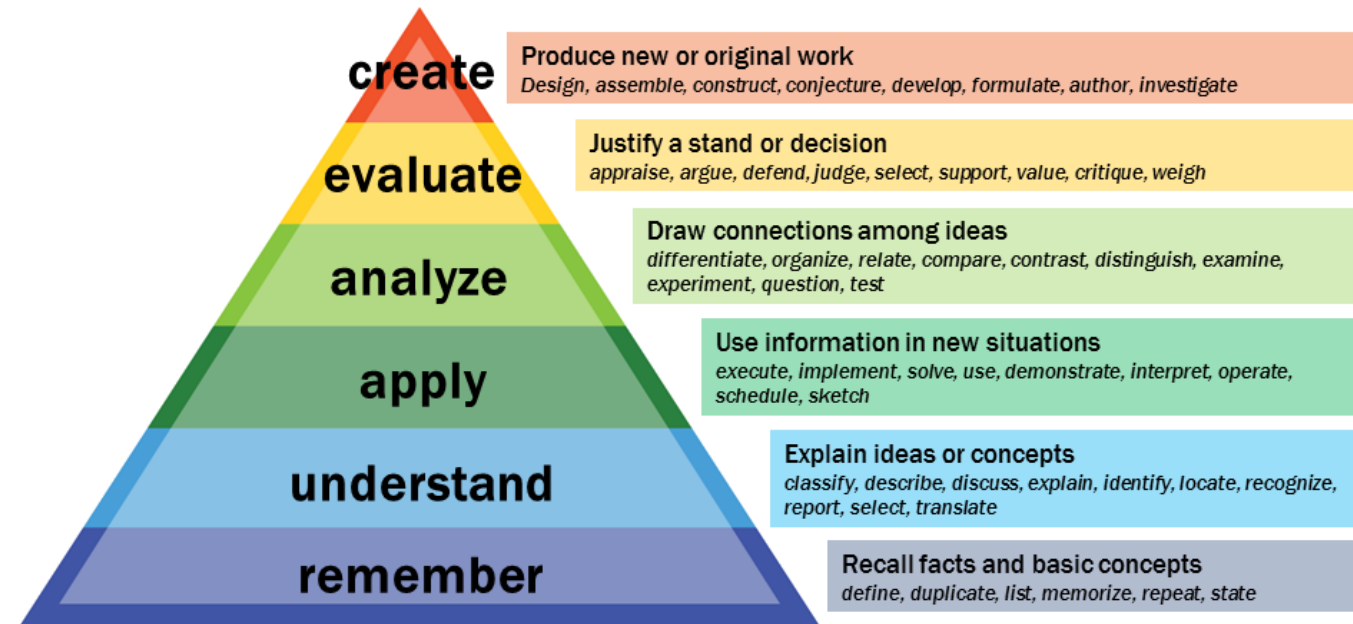 create
Produce new or original work
Design, assemble, construct, conjecture, develop, formulate, author, investigate
evaluate
Justify a stand or decision
appraise, argue, defend, judge, select, support, value, critique, weigh
analyze
Draw connections among ideas
differentiate, organize, relate, compare, contrast, distinguish, examine,
experiment, question, test
apply
Use information in new situations
execute, implement, solve, use, demonstrate, interpret, operate,
schedule, sketch
understand
Explain ideas or concepts
classify, describe, discuss, explain, identify, locate, recognize,
report, select, translate
remember
Recall facts and basic concepts
define, duplicate, list, memorize, repeat, state